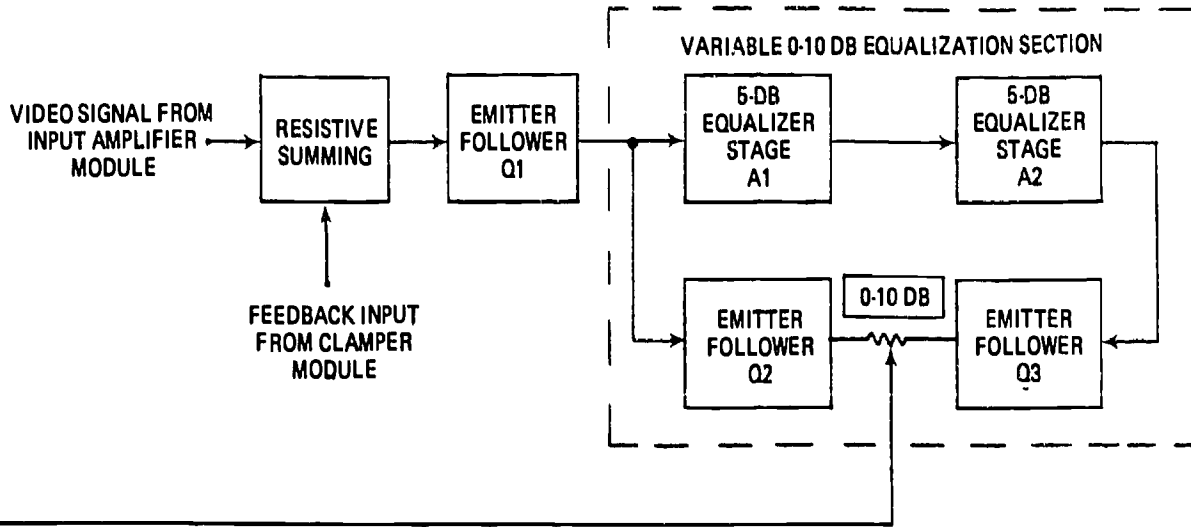 VARIABLE 0-10 DB EQUALIZATION SECTION
VIDEO SIGNAL FROM
INPUT AMPLIFIER
MODULE
RESISTIVE
SUMMING
EMITTER
FOLLOWER
Q1
5-DB
EQUALIZER
STAGE
A1
5-DB
EQUALIZER
STAGE
A2
FEEDBACK INPUT
FROM CLAMPER
MODULE
EMITTER
FOLLOWER
Q2
0-10 DB
EMITTER
FOLLOWER
Q3